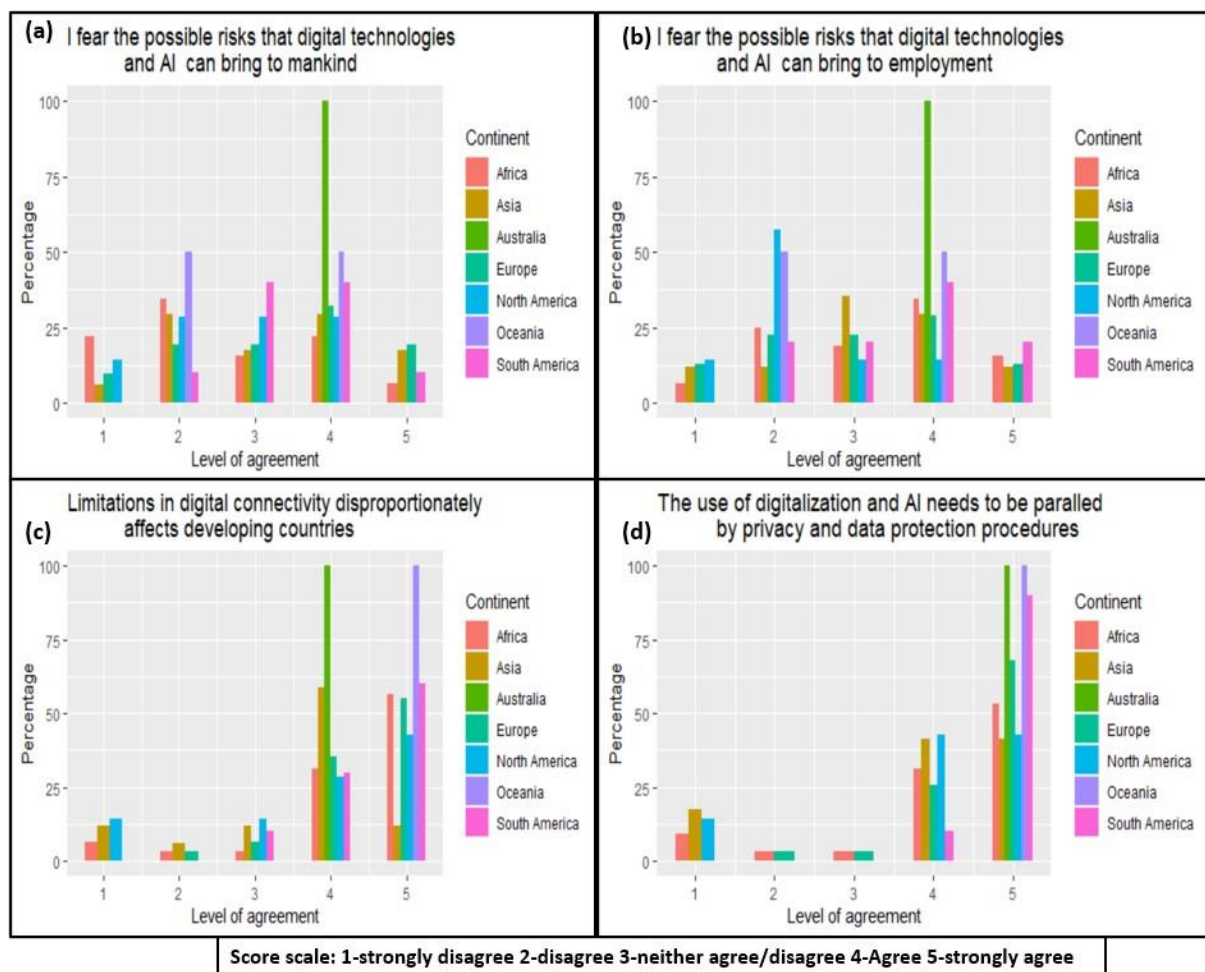 (a) I fear the possible risks that digital technologies
and AI can bring to mankind
100
75
50
25
0
Percentage
1 2 3 4 5
Level of agreement
Continent
Africa
Asia
Australia
Europe
North America
Oceania
South America
(b) I fear the possible risks that digital technologies
and AI can bring to employment
100
75
50
25
0
Percentage
1 2 3 4 5
Level of agreement
Continent
Africa
Asia
Australia
Europe
North America
Oceania
South America
(c) Limitations in digital connectivity disproportionately
affects developing countries
100
75
50
25
0
Percentage
1 2 3 4 5
Level of agreement
Continent
Africa
Asia
Australia
Europe
North America
Oceania
South America
(d) The use of digitalization and AI needs to be paralled
by privacy and data protection procedures
100
75
50
25
0
Percentage
1 2 3 4 5
Level of agreement
Continent
Africa
Asia
Australia
Europe
North America
Oceania
South America
Score scale: 1-strongly disagree 2-disagree 3-neither agree/disagree 4-Agree 5-strongly agree